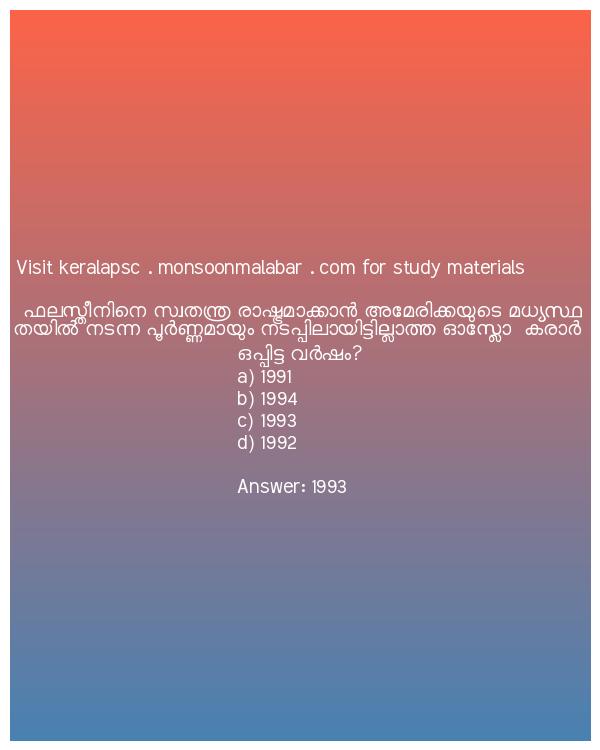 Visit keralapsc . monsoonmalabar . com for study materials
ഫലസ്തീനിനെ സ്വതന്ത്ര രാഷ്ട്രമാക്കാൻ അമേരിക്കയുടെ മധ്യസ്ഥ
തയിൽ നടന്ന പൂർണ്ണമായും നടപ്പിലായിട്ടില്ലാത്ത ഓസ്ലോ കരാർ
ഒപ്പിട്ട വർഷം?
a) 1991
b) 1994
c) 1993
d) 1992
Answer: 1993